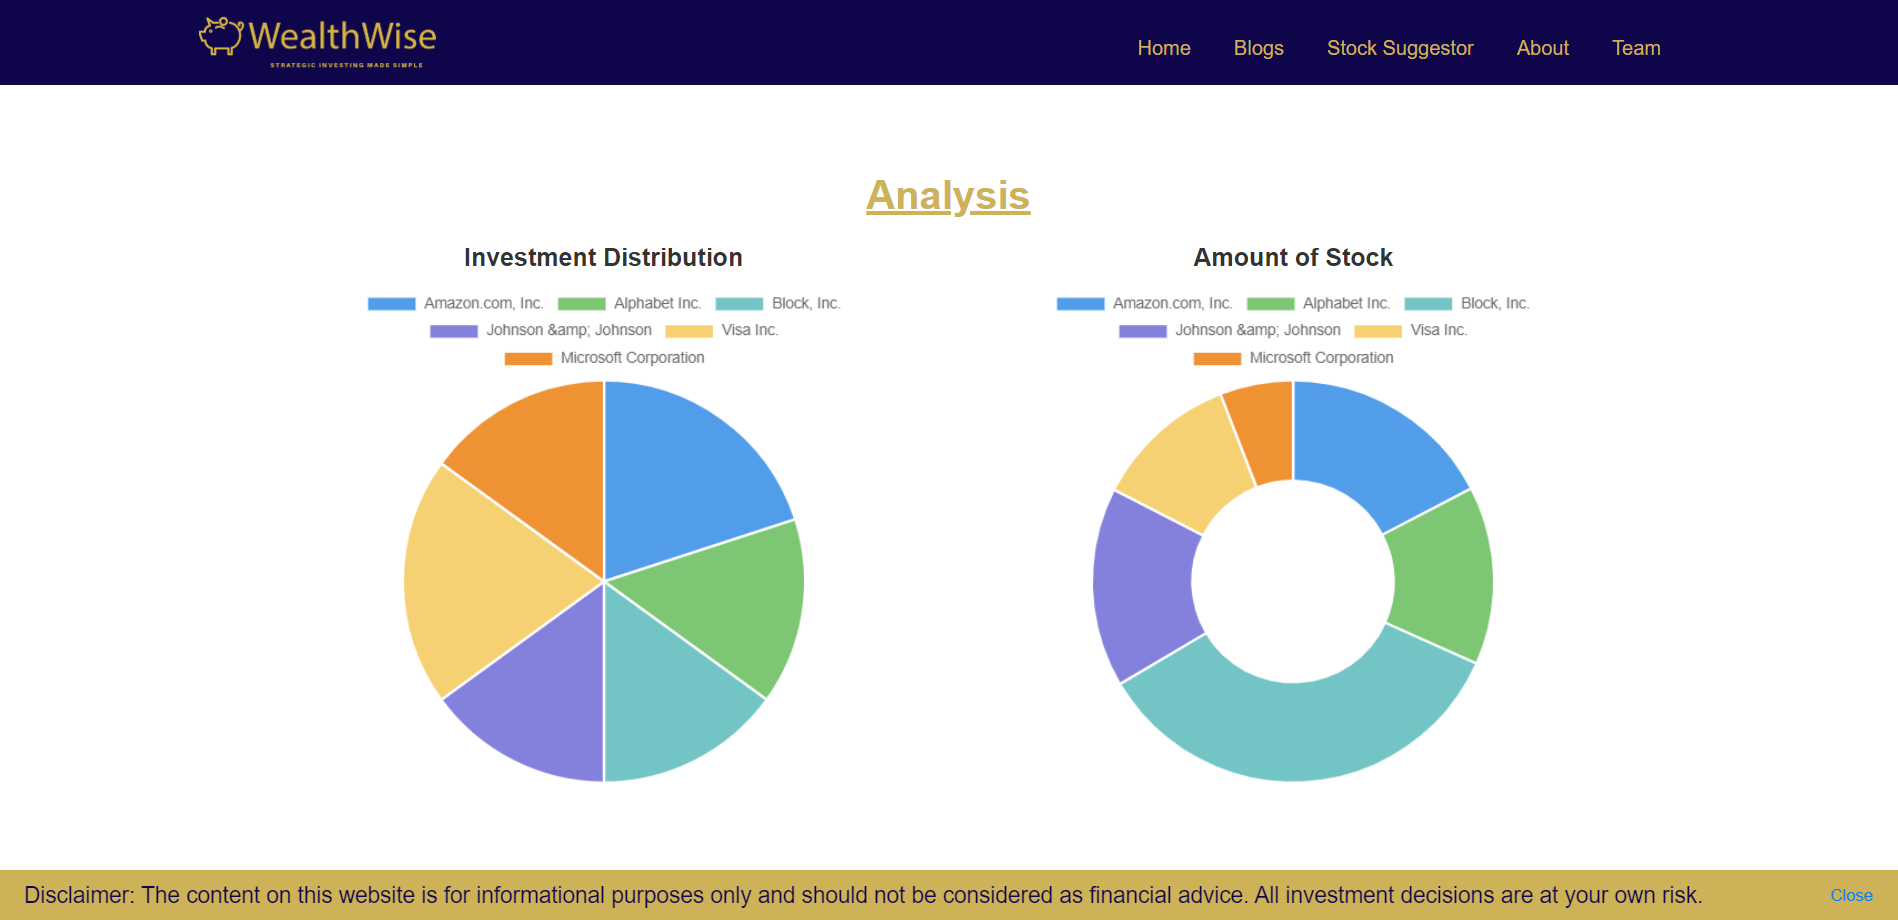 WealthWise
STRATEGIC INVESTING MADE SIMPLE
Home Blogs Stock Suggestor About Team
Analysis
Investment Distribution
Amazon.com, Inc. Alphabet Inc. Block, Inc.
Johnson &amp; Johnson Visa Inc.
Microsoft Corporation
Amount of Stock
Amazon.com, Inc. Alphabet Inc. Block, Inc.
Johnson &amp; Johnson Visa Inc.
Microsoft Corporation
Disclaimer: The content on this website is for informational purposes only and should not be considered as financial advice. All investment decisions are at your own risk. Close